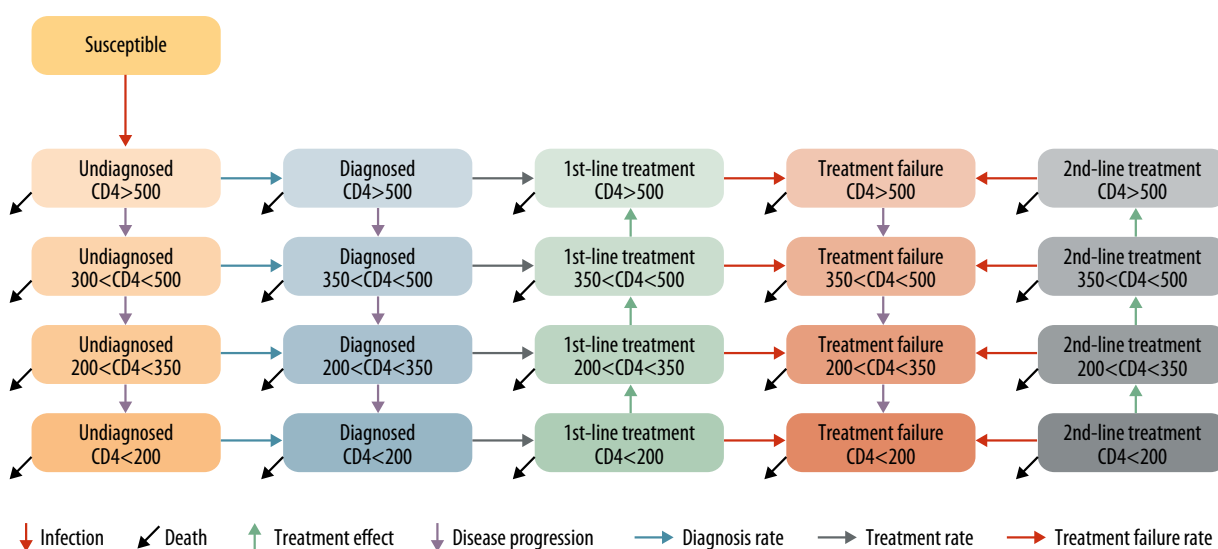 Susceptible
Undiagnosed
CD4>500
Diagnosed
CD4>500
1st-line treatment
CD4>500
Treatment failure
CD4>500
2nd-line treatment
CD4>500
Undiagnosed
300<CD4<500
Diagnosed
350<CD4<500
1st-line treatment
350<CD4<500
Treatment failure
350<CD4<500
2nd-line treatment
350<CD4<500
Undiagnosed
200<CD4<350
Diagnosed
200<CD4<350
1st-line treatment
200<CD4<350
Treatment failure
200<CD4<350
2nd-line treatment
200<CD4<350
Undiagnosed
CD4<200
Diagnosed
CD4<200
1st-line treatment
CD4<200
Treatment failure
CD4<200
2nd-line treatment
CD4<200
Infection
Death
Treatment effect
Disease progression
Diagnosis rate
Treatment rate
Treatment failure rate